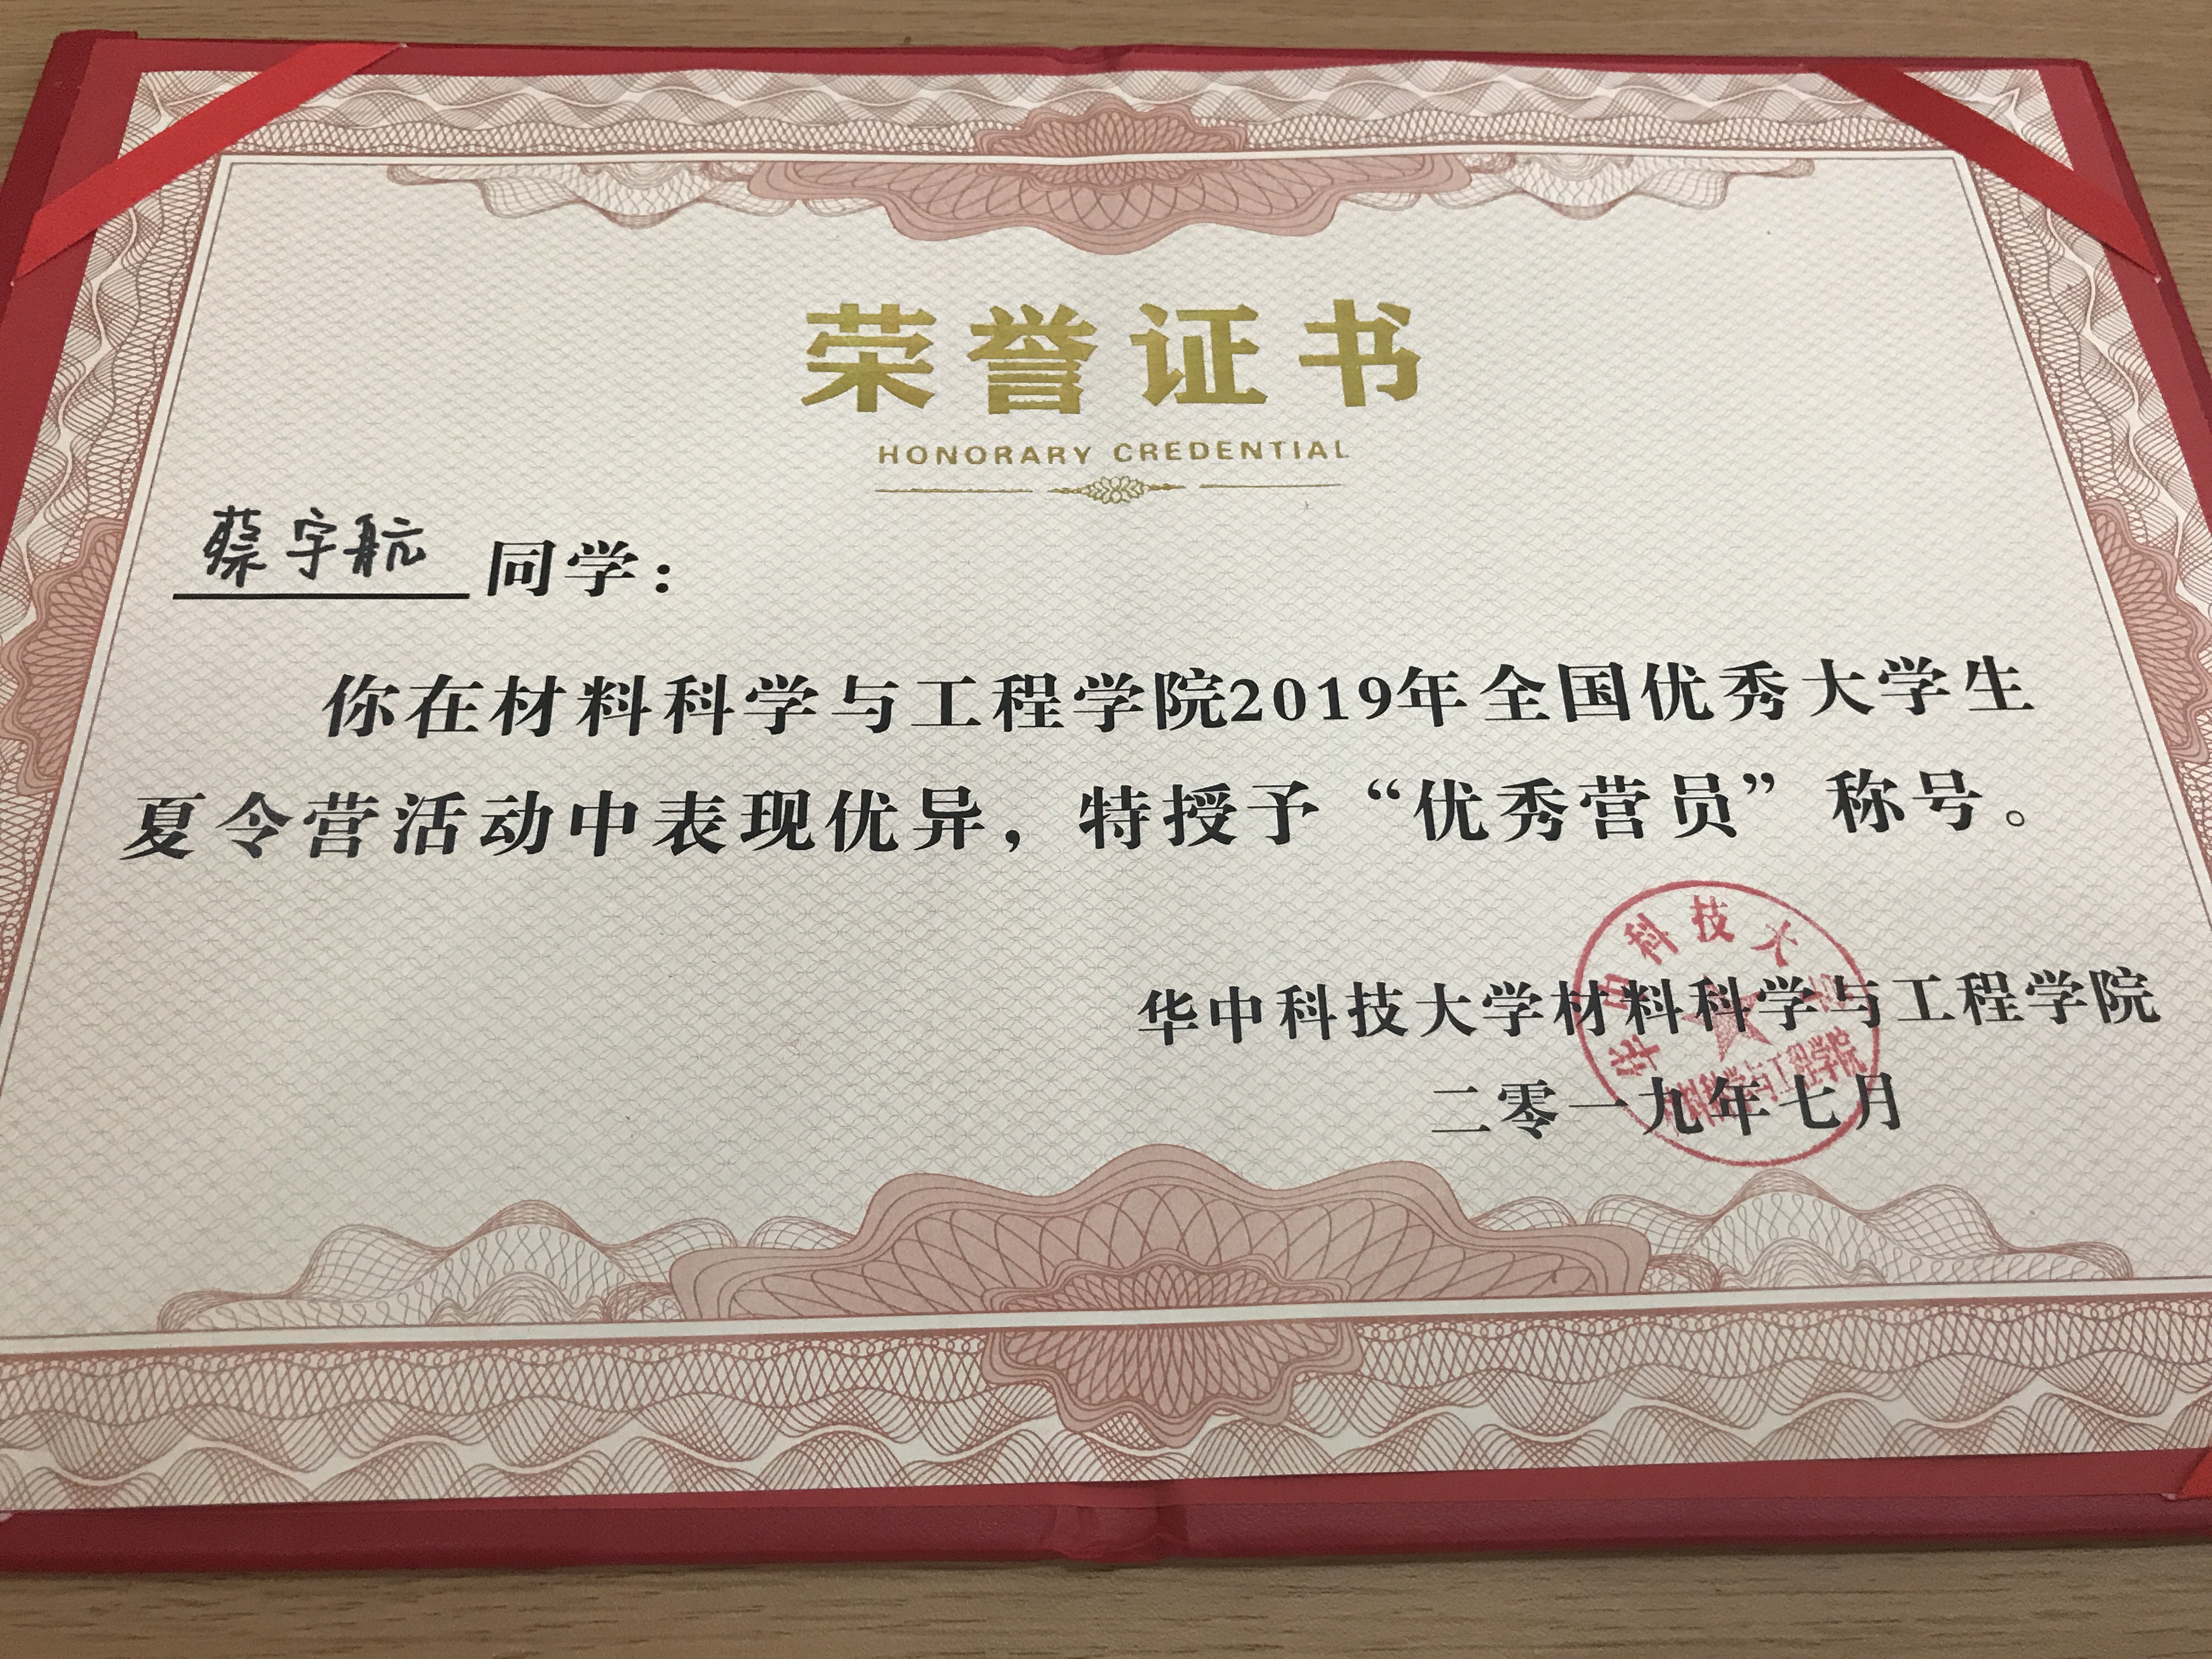 荣誉证书
HONORARY CREDENTIAL
蔡宇航 同学：
你在材料科学与工程学院2019年全国优秀大学生
夏令营活动中表现优异，特授予“优秀营员”称号。
华中科技大学材料科学与工程学院
二零一九年七月
华中科技大学
材料科学与工程学院